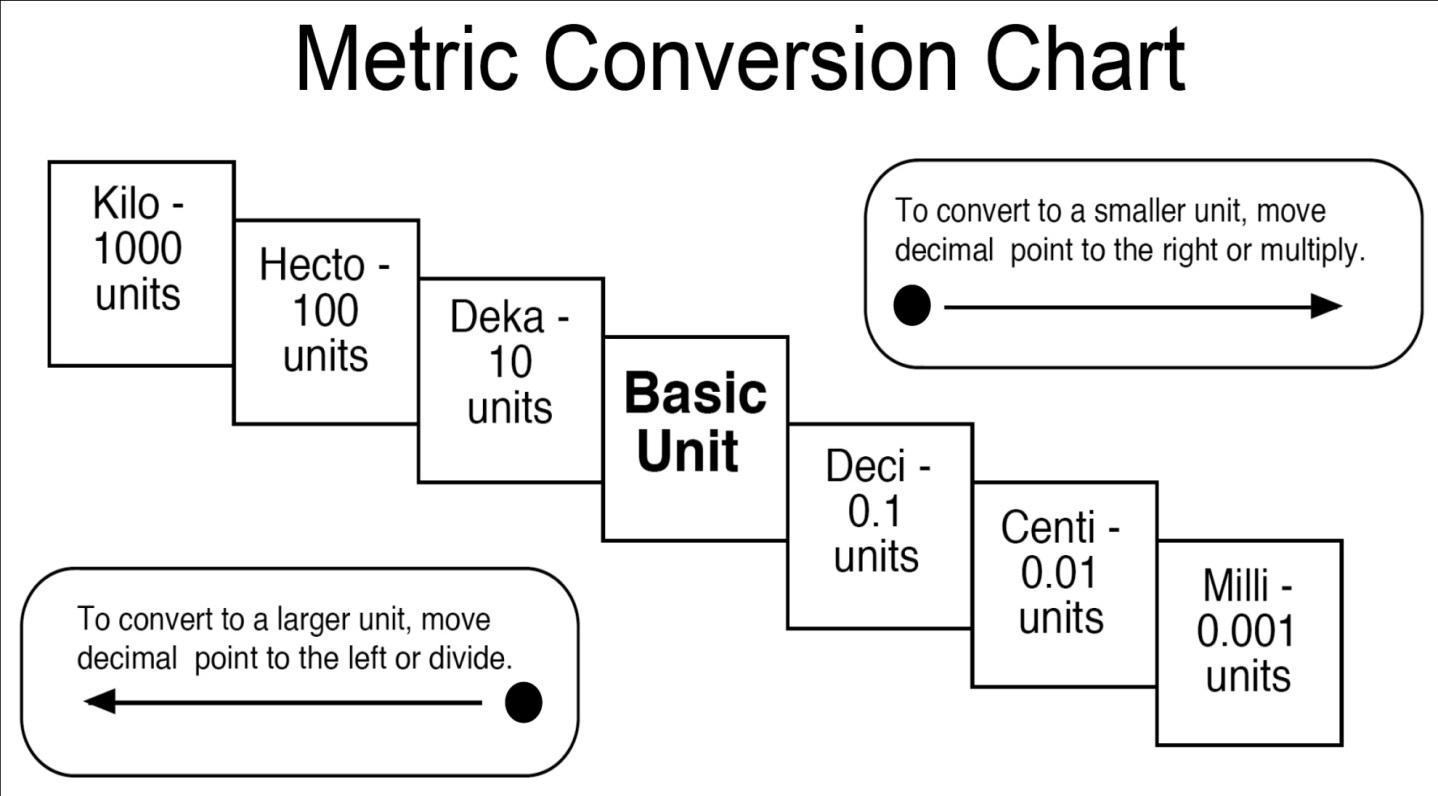 Metric Conversion Chart
Kilo -
1000
units
Hecto -
100
units
Deka -
10
units
Basic
Unit
Deci -
0.1
units
Centi -
0.01
units
Milli -
0.001
units
To convert to a smaller unit, move
decimal point to the right or multiply.
To convert to a larger unit, move
decimal point to the left or divide.